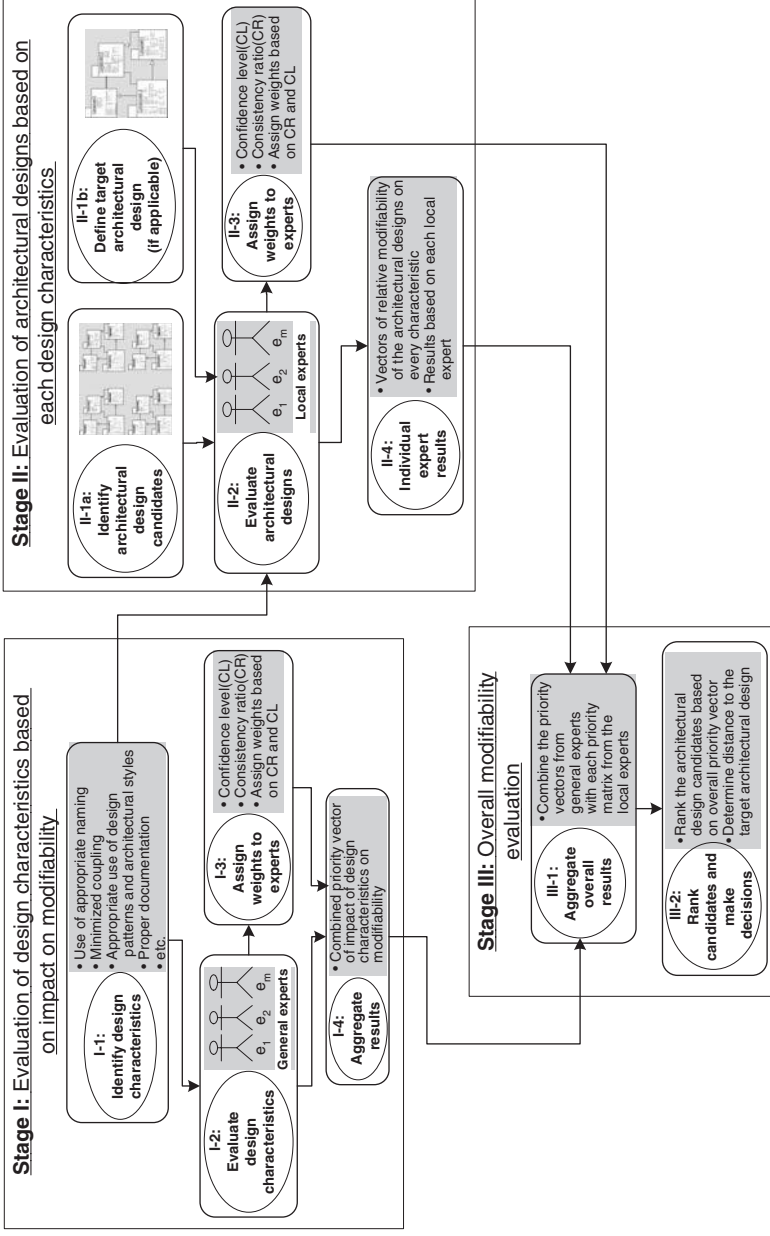 Stage I: Evaluation of design characteristics based
on impact on modifiability
I-1:
Identify design
characteristics
• Use of appropriate naming
• Minimized coupling
• Appropriate use of design
patterns and architectural styles
• Proper documentation
• etc.
I-2:
Evaluate
design
characteristics
e1 e2 em
General experts
I-3:
Assign
weights to
experts
• Confidence level(CL)
• Consistency ratio(CR)
• Assign weights based
on CR and CL
I-4:
Aggregate
results
• Combined priority vector
of impact of design
characteristics on
modifiability
Stage II: Evaluation of architectural designs based on
each design characteristics
II-1a:
Identify
architectural
design
candidates
II-1b:
Define target
architectural
design
(if applicable)
II-2:
Evaluate
architectural
designs
e1 e2 em
Local experts
II-3:
Assign
weights to
experts
• Confidence level(CL)
• Consistency ratio(CR)
• Assign weights based
on CR and CL
II-4:
Individual
expert
results
• Vectors of relative modifiability
of the architectural designs on
every characteristic
• Results based on each local
expert
Stage III: Overall modifiability
evaluation
III-1:
Aggregate
overall
results
• Combine the priority
vectors from
general experts
with each priority
matrix from the
local experts
III-2:
Rank
candidates and
make
decisions
• Rank the architectural
design candidates based
on overall priority vector
• Determine distance to the
target architectural design